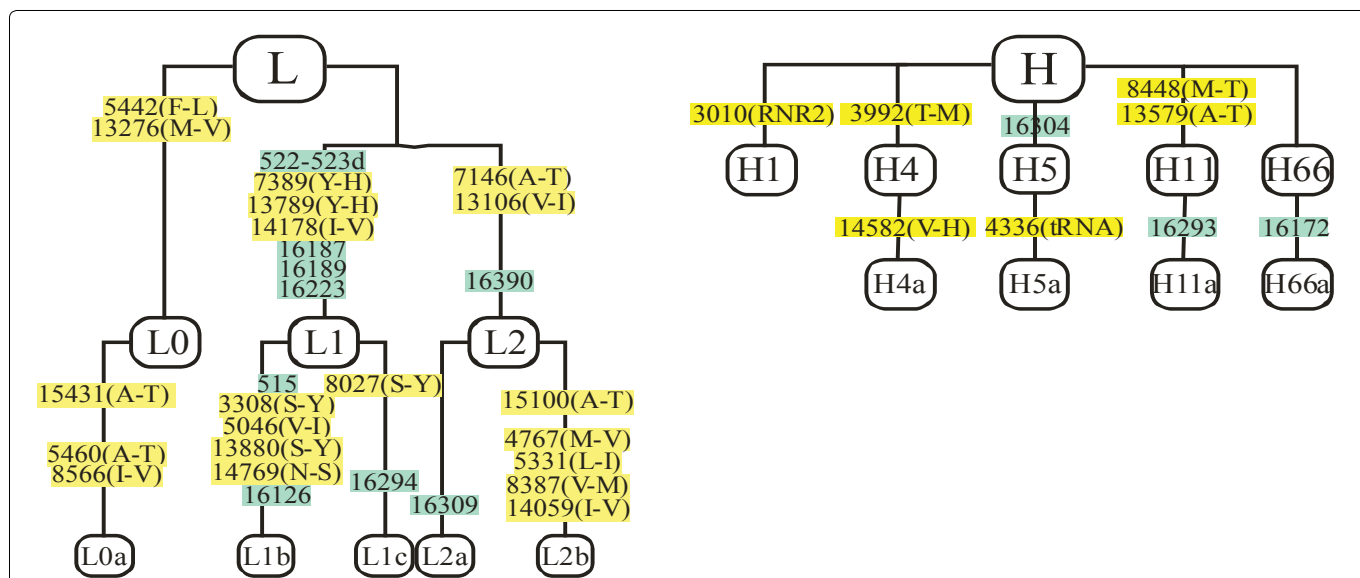 L
5442(F-L)
13276(M-V)
522-523d
7389(Y-H)
13789(Y-H)
14178(I-V)
16187
16189
16223
7146(A-T)
13106(V-I)
16390
L0
L1
L2
15431(A-T)
5460(A-T)
8566(I-V)
515
3308(S-Y)
5046(V-I)
13880(S-Y)
14769(N-S)
16126
8027(S-Y)
16294
16309
15100(A-T)
4767(M-V)
5331(L-I)
8387(V-M)
14059(I-V)
L0a
L1b
L1c
L2a
L2b
H
3010(RNR2)
3992(T-M)
16304
8448(M-T)
13579(A-T)
H1
H4
H5
H11
H66
14582(V-H)
4336(tRNA)
16293
16172
H4a
H5a
H11a
H66a